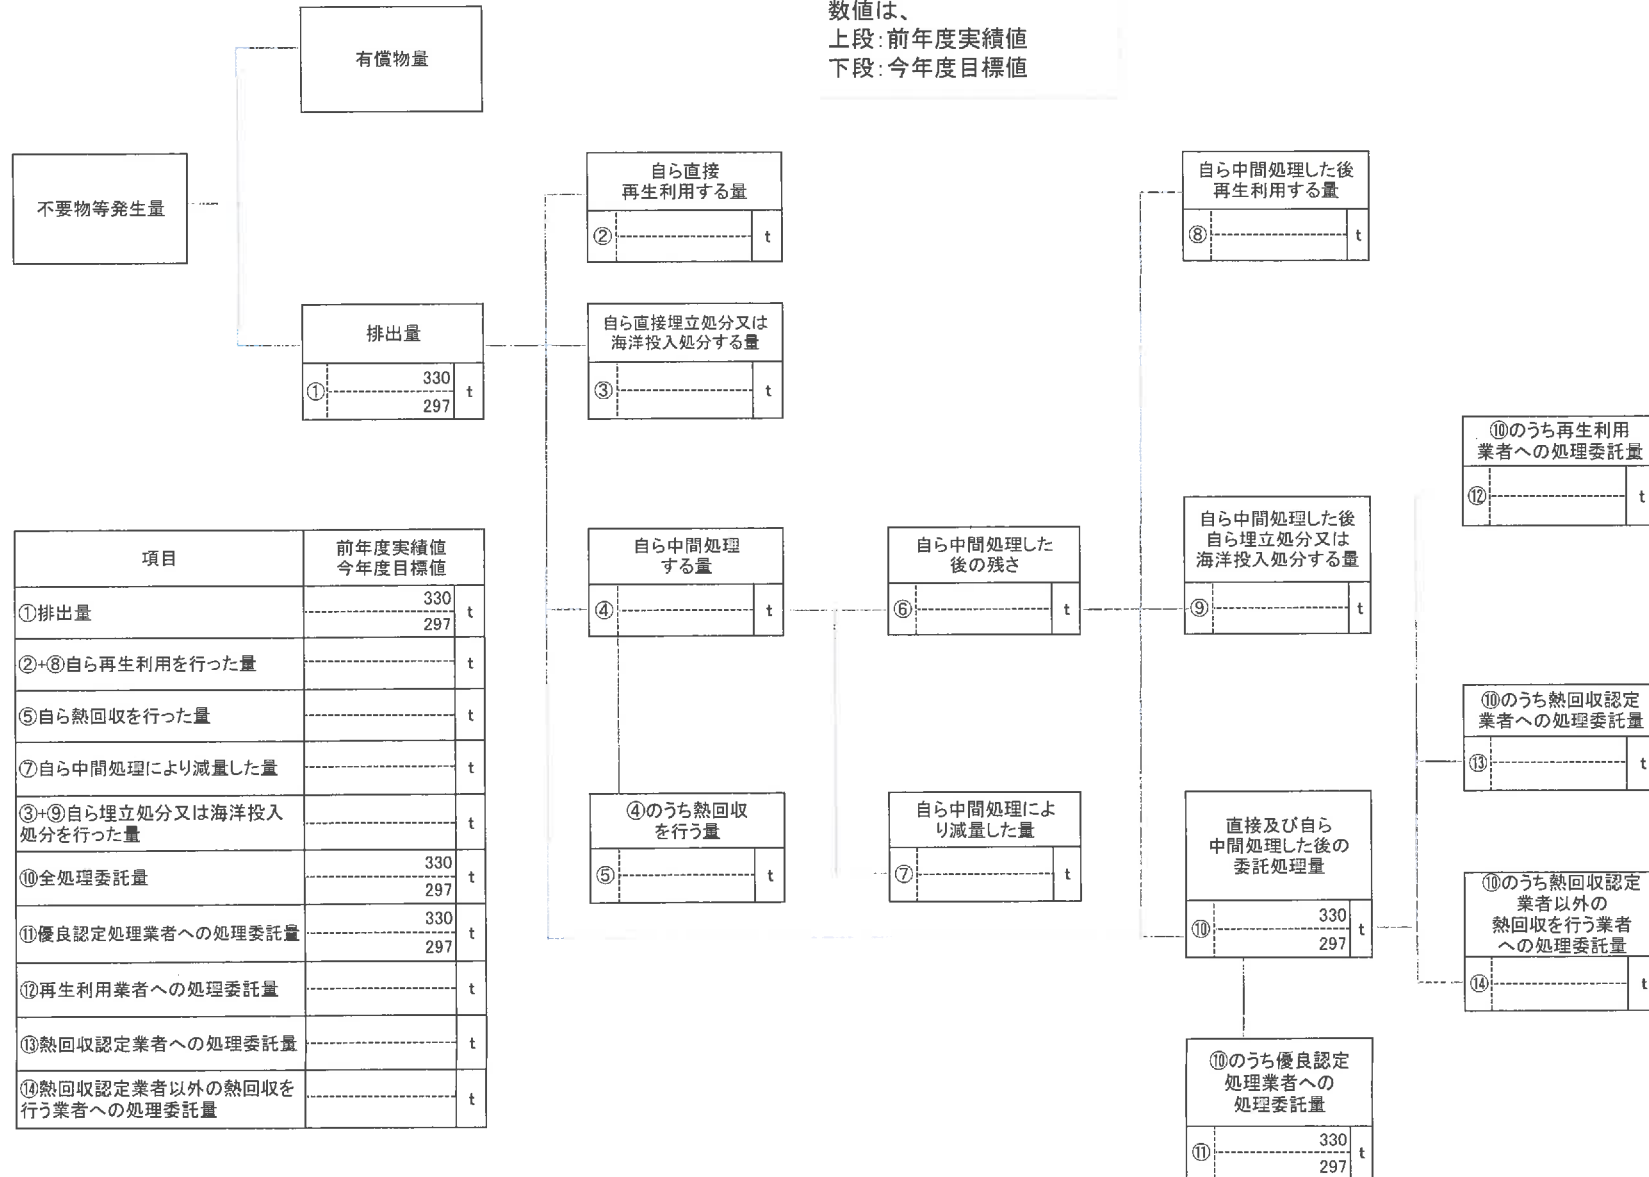 数値は、
上段:前年度実績値
下段:今年度目標値
有償物量
不要物等発生量
排出量
① 330 t
297
自ら直接
再生利用する量
② t
自ら直接埋立処分又は
海洋投入処分する量
③ t
自ら中間処理
する量
④ t
④のうち熱回収
を行う量
⑤ t
自ら中間処理した
後の残さ
⑥ t
自ら中間処理によ
り減量した量
⑦ t
自ら中間処理した後
再生利用する量
⑧ t
自ら中間処理した後
自ら埋立処分又は
海洋投入処分する量
⑨ t
直接及び自ら
中間処理した後の
委託処理量
⑩ 330 t
297
⑩のうち優良認定
処理業者への
処理委託量
⑪ 330 t
297
⑩のうち再生利用
業者への処理委託量
⑫ t
⑩のうち熱回収認定
業者への処理委託量
⑬ t
⑩のうち熱回収認定
業者以外の
熱回収を行う業者
への処理委託量
⑭ t
項目 前年度実績値
今年度目標値
①排出量 330 t
297
②+⑧自ら再生利用を行った量 t
⑤自ら熱回収を行った量 t
⑦自ら中間処理により減量した量 t
③+⑨自ら埋立処分又は海洋投入
処分を行った量 t
⑩全処理委託量 330 t
297
⑪優良認定処理業者への処理委託量 330 t
297
⑫再生利用業者への処理委託量 t
⑬熱回収認定業者への処理委託量 t
⑭熱回収認定業者以外の熱回収を
行う業者への処理委託量 t